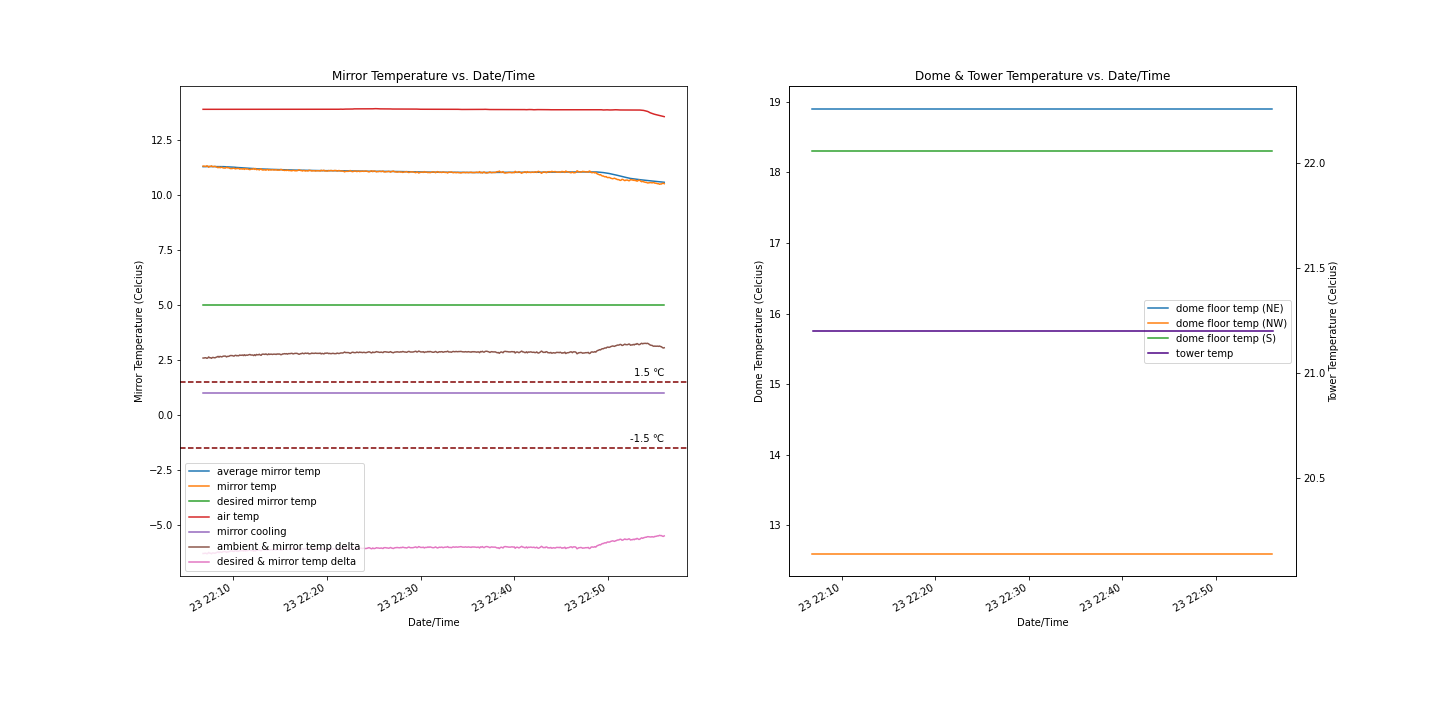 Mirror Temperature vs. Date/Time
Mirror Temperature (Celcius)
12.5
10.0
7.5
5.0
2.5
0.0
−2.5
−5.0
1.5 ℃
-1.5 ℃
average mirror temp
mirror temp
desired mirror temp
air temp
mirror cooling
ambient & mirror temp delta
desired & mirror temp delta
23 22:10
23 22:20
23 22:30
23 22:40
23 22:50
Date/Time
Dome & Tower Temperature vs. Date/Time
Dome Temperature (Celcius)
19
18
17
16
15
14
13
dome floor temp (NE)
dome floor temp (NW)
dome floor temp (S)
tower temp
22.0
21.5
21.0
20.5
Tower Temperature (Celcius)
23 22:10
23 22:20
23 22:30
23 22:40
23 22:50
Date/Time